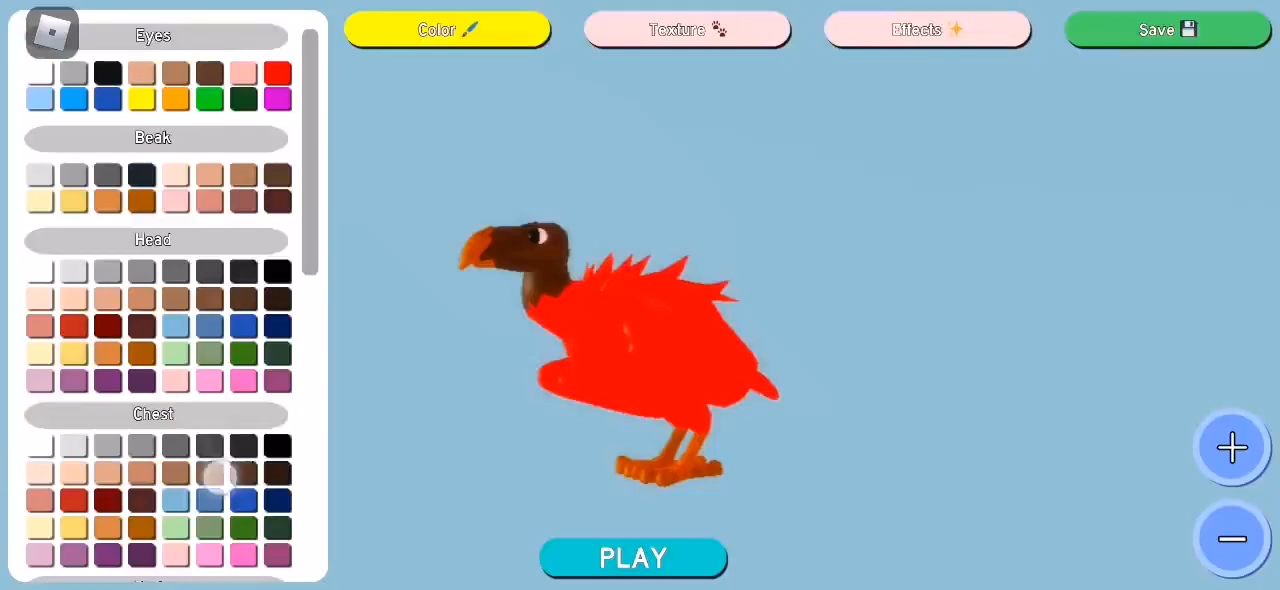 Eyes
Color 🖌️
Texture 🐾
Effects ✨
Save 💾
Beak
Head
Chest
PLAY